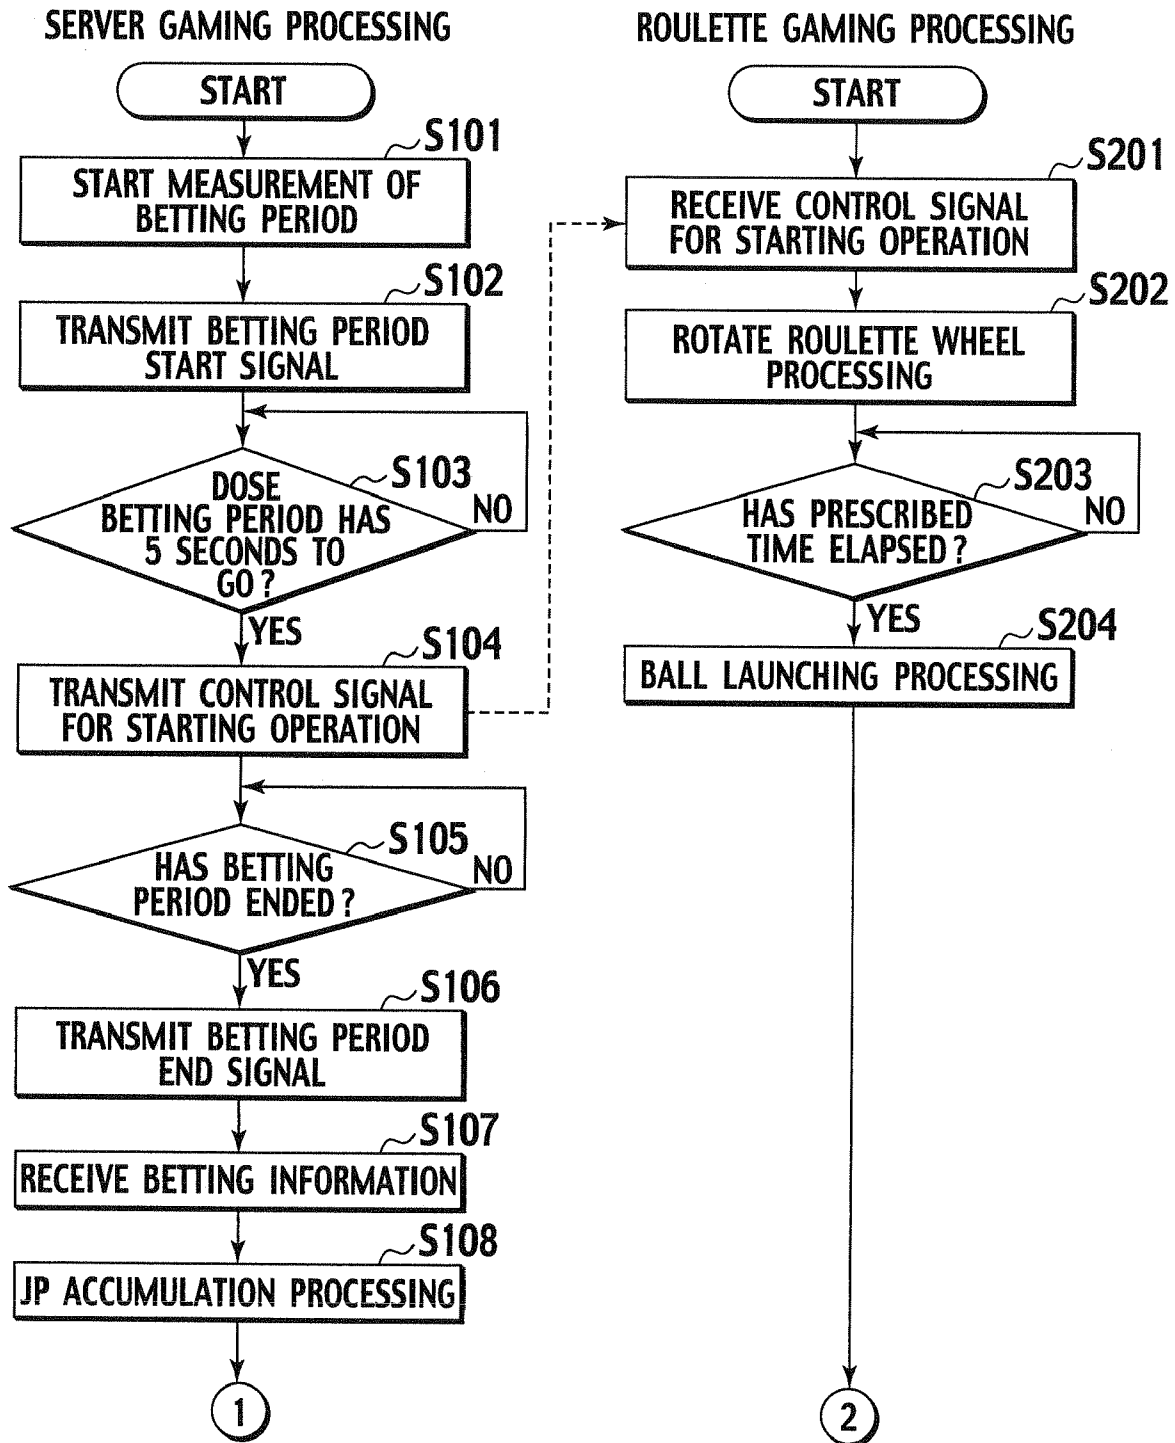 SERVER GAMING PROCESSING
START
S101
START MEASUREMENT OF
BETTING PERIOD
S102
TRANSMIT BETTING PERIOD
START SIGNAL
S103
DOSE
BETTING PERIOD HAS
5 SECONDS TO
GO?
NO
YES
S104
TRANSMIT CONTROL SIGNAL
FOR STARTING OPERATION
S105
HAS BETTING
PERIOD ENDED?
NO
YES
S106
TRANSMIT BETTING PERIOD
END SIGNAL
S107
RECEIVE BETTING INFORMATION
S108
JP ACCUMULATION PROCESSING
1
ROULETTE GAMING PROCESSING
START
S201
RECEIVE CONTROL SIGNAL
FOR STARTING OPERATION
S202
ROTATE ROULETTE WHEEL
PROCESSING
S203
HAS PRESCRIBED
TIME ELAPSED?
NO
YES
S204
BALL LAUNCHING PROCESSING
2